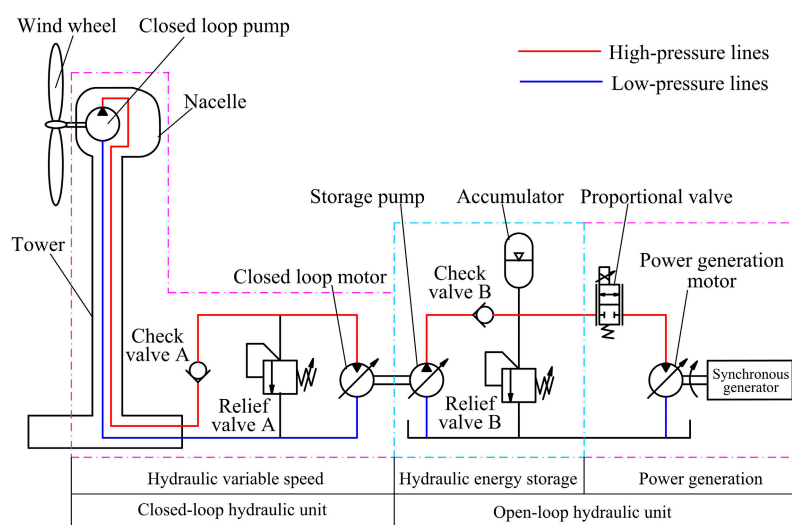 Wind wheel
Closed loop pump
High-pressure lines
Low-pressure lines
Nacelle
Storage pump
Accumulator
Proportional valve
Tower
Closed loop motor
Check
valve B
Power generation
motor
Check
valve A
Relief
valve A
Relief
valve B
Synchronous
generator
Hydraulic variable speed
Hydraulic energy storage
Power generation
Closed-loop hydraulic unit
Open-loop hydraulic unit